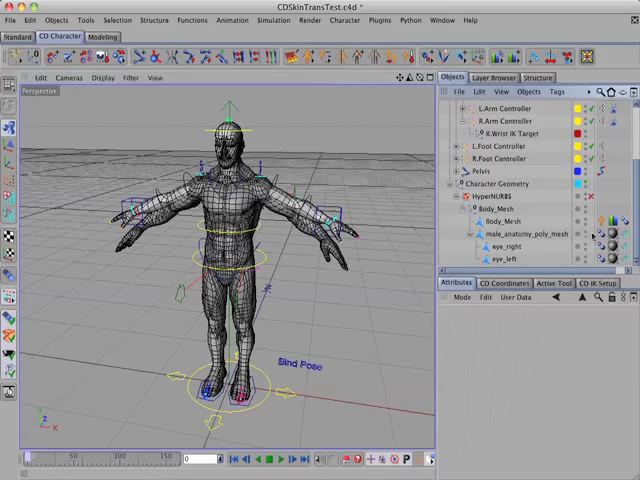 CDSkinTransTest.c4d *
File Edit Objects Tools Selection Structure Functions Animation Simulation Render Character Plugins Python Window Help
Standard CD Character Modeling
Edit Cameras Display Filter View
Perspective
Bind Pose
Z
X
Objects Layer Browser Structure
File Edit View Objects Tags
L.Arm Controller
R.Arm Controller
R.Wrist IK Target
L.Foot Controller
R.Foot Controller
Pelvis
Character Geometry
HyperNURBS
Body_Mesh
Body_Mesh
male_anatomy_poly_mesh
eye_right
eye_left
Attributes CD Coordinates Active Tool CD IK Setup
Mode Edit User Data
0 50 100 150 200
0
P